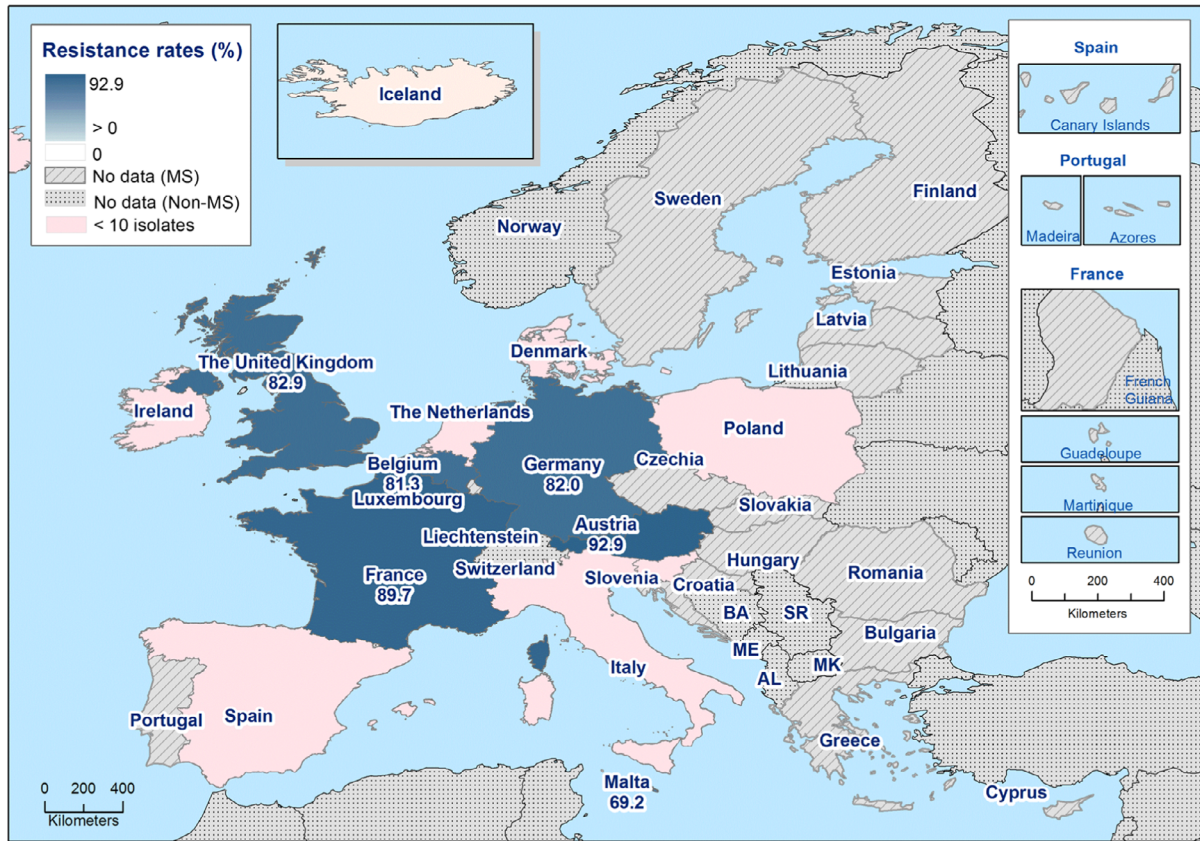 Resistance rates (%)
92.9
> 0
0
No data (MS)
No data (Non-MS)
< 10 isolates
Iceland
Spain
Canary Islands
Portugal
Madeira
Azores
France
French
Guiana
Guadeloupe
Martinique
Reunion
0 200 400
Kilometers
Sweden
Finland
Norway
Estonia
Latvia
Lithuania
Denmark
The United Kingdom
82.9
Ireland
The Netherlands
Poland
Belgium
81.3
Germany
82.0
Czechia
Luxembourg
Slovakia
Austria
92.9
Liechtenstein
Switzerland
Hungary
France
89.7
Slovenia
Croatia
Romania
BA
SR
Bulgaria
ME
MK
AL
Italy
Portugal
Spain
Greece
Malta
69.2
Cyprus
0 200 400
Kilometers